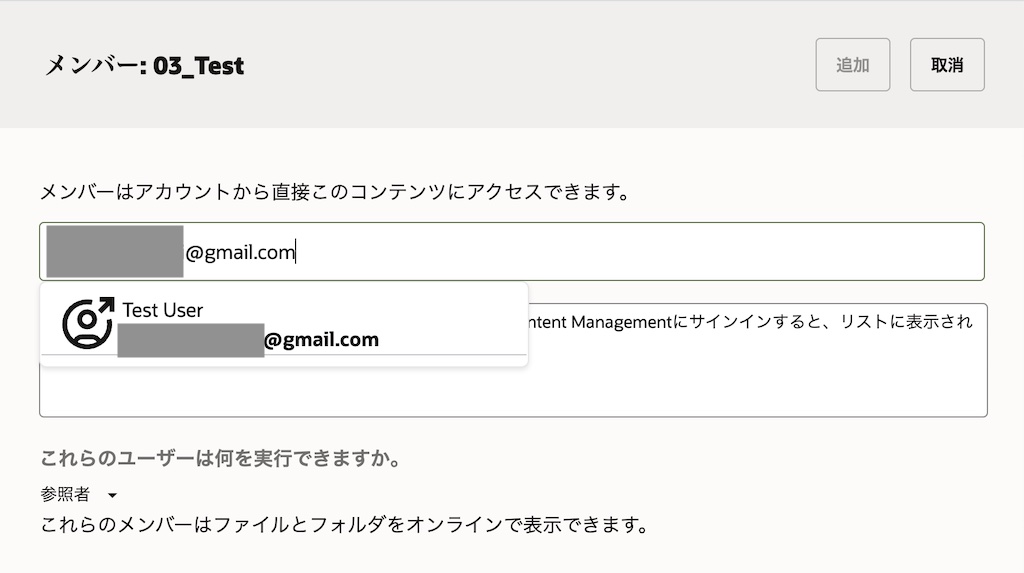 メンバー: 03_Test
追加
取消
メンバーはアカウントから直接このコンテンツにアクセスできます。
@gmail.com
Test User
@gmail.com
ntent Managementにサインインすると、リストに表示され
これらのユーザーは何を実行できますか。
参照者
これらのメンバーはファイルとフォルダをオンラインで表示できます。